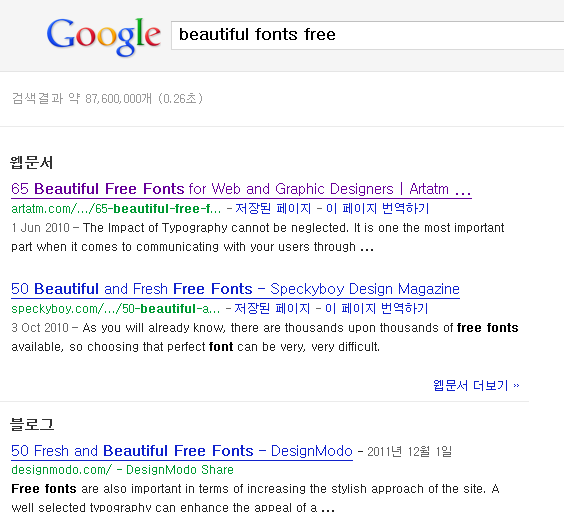 Google
beautiful fonts free
검색결과 약 87,600,000개 (0.26초)
웹문서
65 Beautiful Free Fonts for Web and Graphic Designers | Artatm ...
artatm.com/.../65-beautiful-free-f... - 저장된 페이지 - 이 페이지 번역하기
1 Jun 2010 – The Impact of Typography cannot be neglected. It is one the most important
part when it comes to communicating with your users through ...
50 Beautiful and Fresh Free Fonts – Speckyboy Design Magazine
speckyboy.com/.../50-beautiful-a... - 저장된 페이지 - 이 페이지 번역하기
3 Oct 2010 – As you will already know, there are thousands upon thousands of free fonts
available, so choosing that perfect font can be very, very difficult.
웹문서 더보기 »
블로그
50 Fresh and Beautiful Free Fonts – DesignModo - 2011년 12월 1일
designmodo.com/ - DesignModo Share
Free fonts are also important in terms of increasing the stylish approach of the site. A
well selected typography can enhance the appeal of a ...